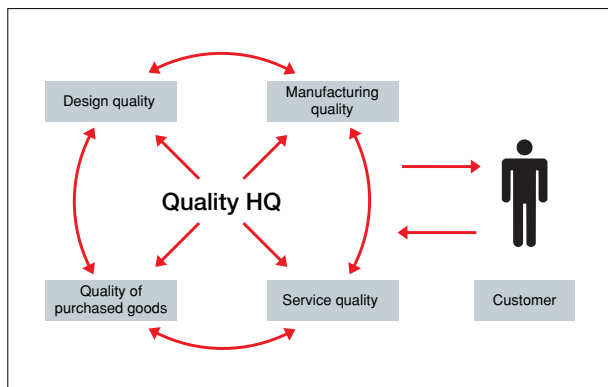 Design quality
Manufacturing
quality
Quality HQ
Quality of
purchased goods
Service quality
Customer